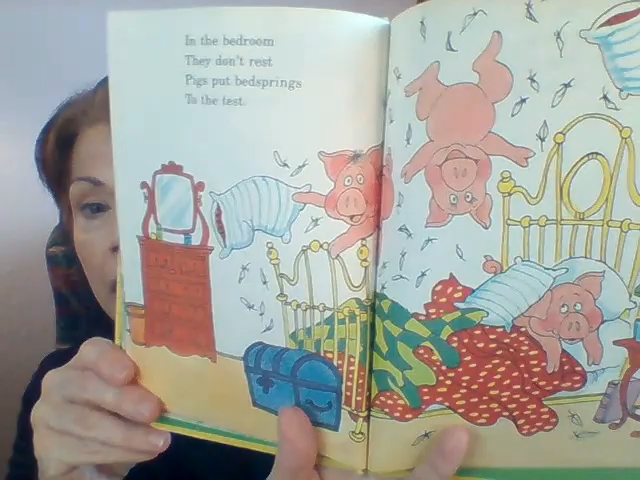 In the bedroom
They don't rest
Pigs put bedsprings
To the test.